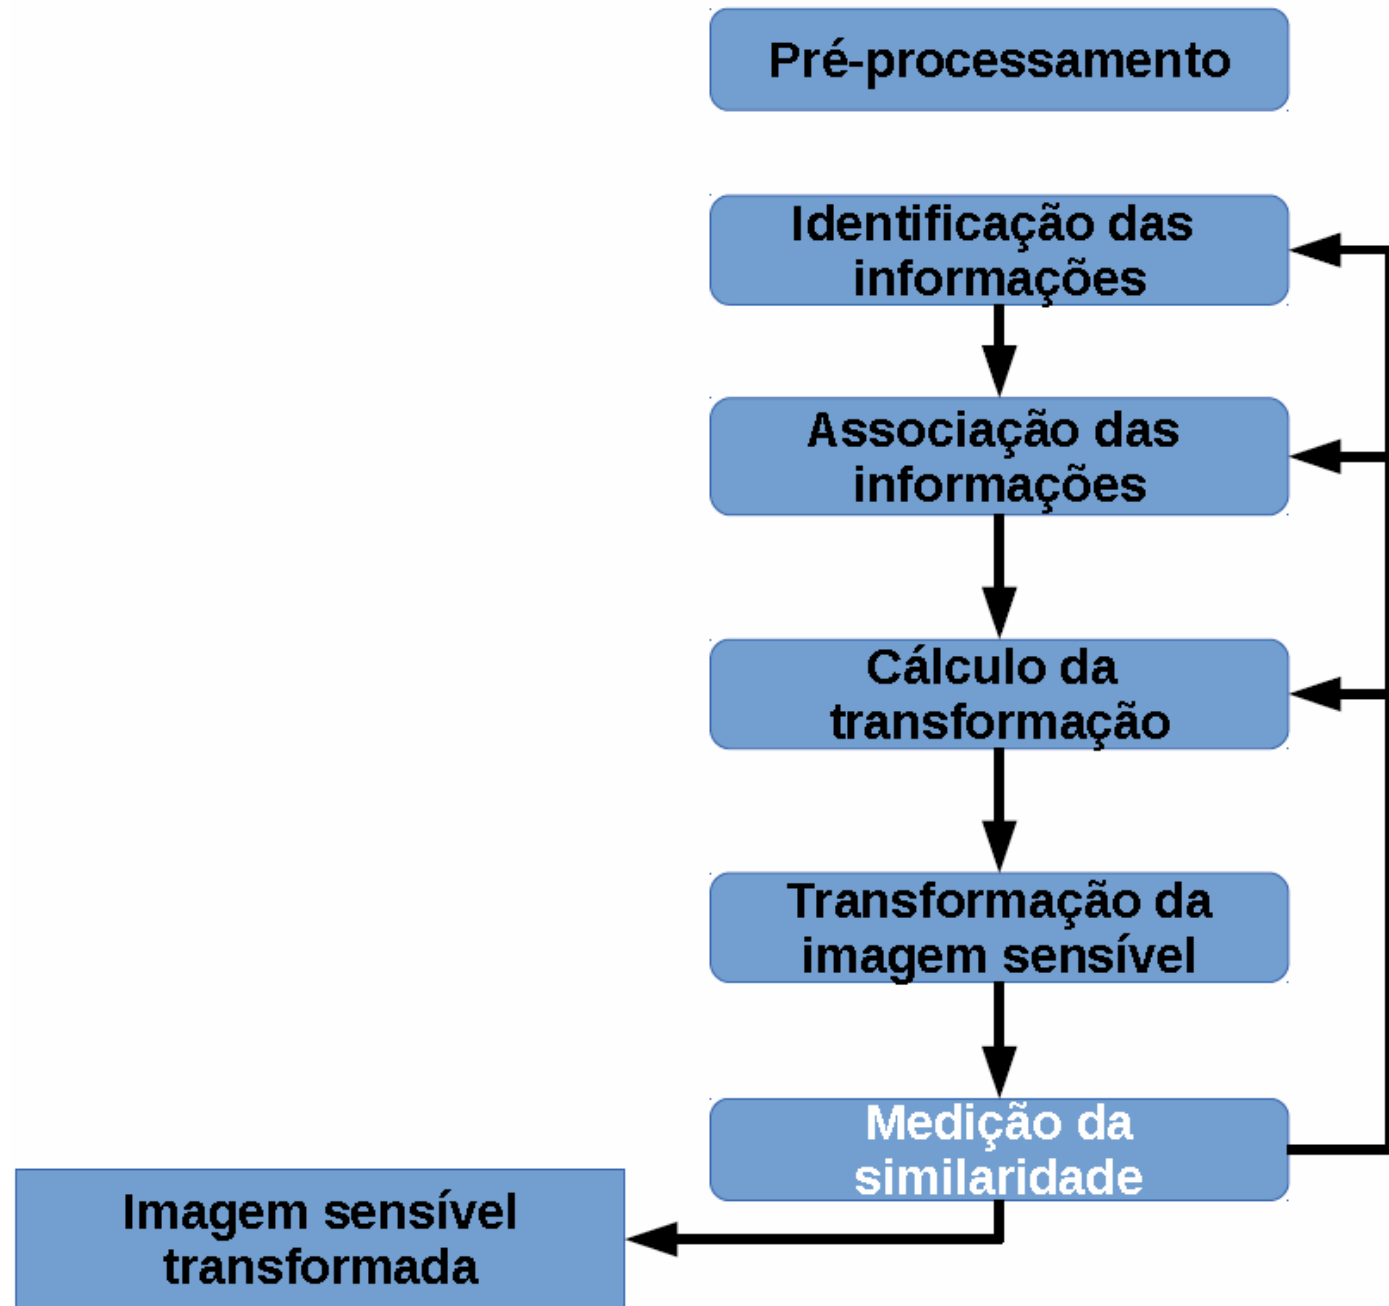 Pré-processamento
Identificação das
informações
Associação das
informações
Cálculo da
transformação
Transformação da
imagem sensível
Medição da
similaridade
Imagem sensível
transformada